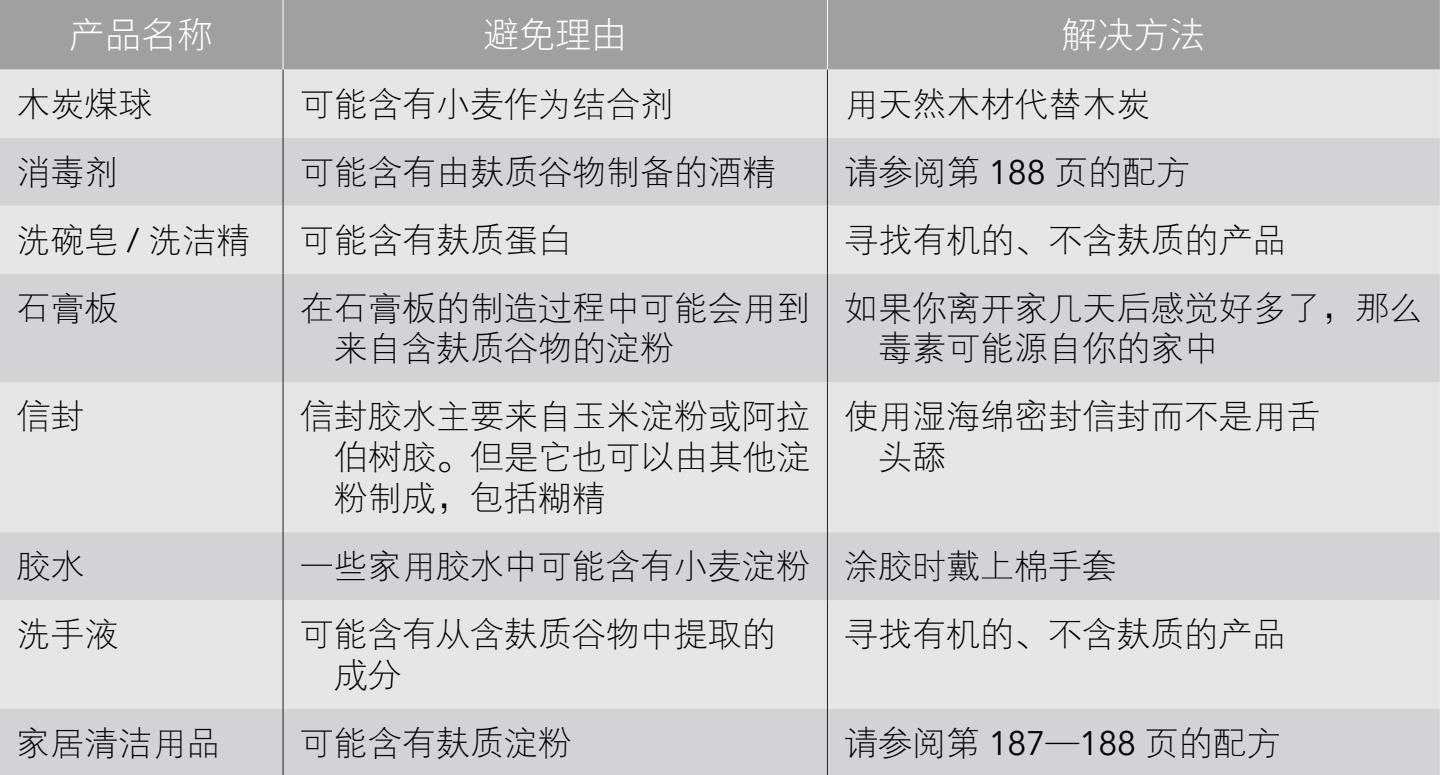 产品名称 避免理由 解决方法
木炭煤球 可能含有小麦作为结合剂 用天然木材代替木炭
消毒剂 可能含有由麸质谷物制备的酒精 请参阅第 188 页的配方
洗碗皂 / 洗洁精 可能含有麸质蛋白 寻找有机的、不含麸质的产品
石膏板 在石膏板的制造过程中可能会用到 如果你离开家几天后感觉好多了，那么
来自含麸质谷物的淀粉 毒素可能源自你的家中
信封 信封胶水主要来自玉米淀粉或阿拉 使用湿海绵密封信封而不是用舌
伯树胶。但是它也可以由其他淀 头舔
粉制成，包括糊精
胶水 一些家用胶水中可能含有小麦淀粉 涂胶时戴上棉手套
洗手液 可能含有从含麸质谷物中提取的 寻找有机的、不含麸质的产品
成分
家居清洁用品 可能含有麸质淀粉 请参阅第 187—188 页的配方